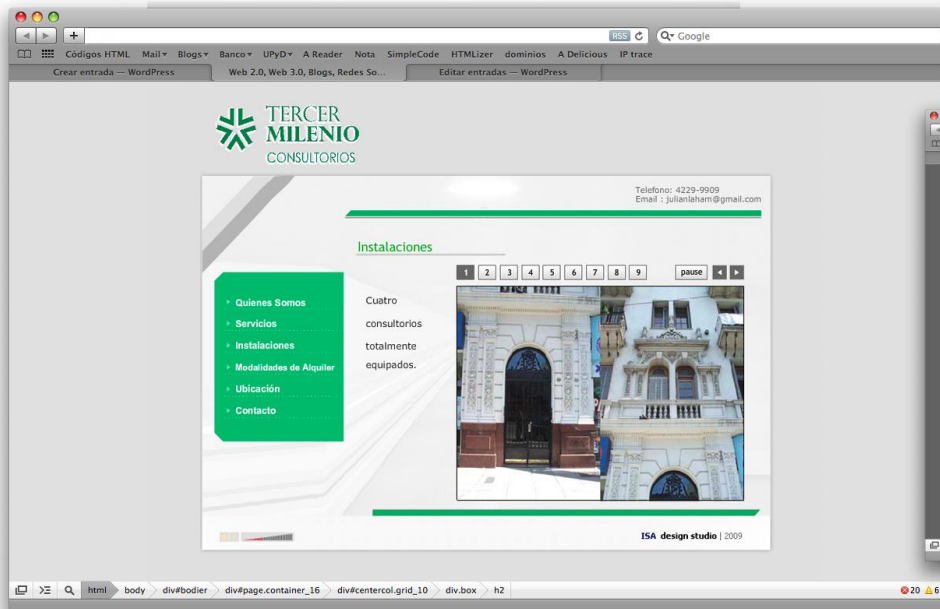 RSS
Google
Códigos HTML Mail Blogs Banco UPyD A Reader Nota SimpleCode HTMLizer dominios A Delicious IP trace
Crear entrada — WordPress
Web 2.0, Web 3.0, Blogs, Redes So...
Editar entradas — WordPress
TERCER
MILENIO
CONSULTORIOS
Telefono: 4229-9909
Email : julianlaham@gmail.com
Instalaciones
1 2 3 4 5 6 7 8 9 pause
Quienes Somos
Servicios
Instalaciones
Modalidades de Alquiler
Ubicación
Contacto
Cuatro
consultorios
totalmente
equipados.
ISA design studio | 2009
html body div#bodier div#page.container_16 div#centercol.grid_10 div.box h2
20 6